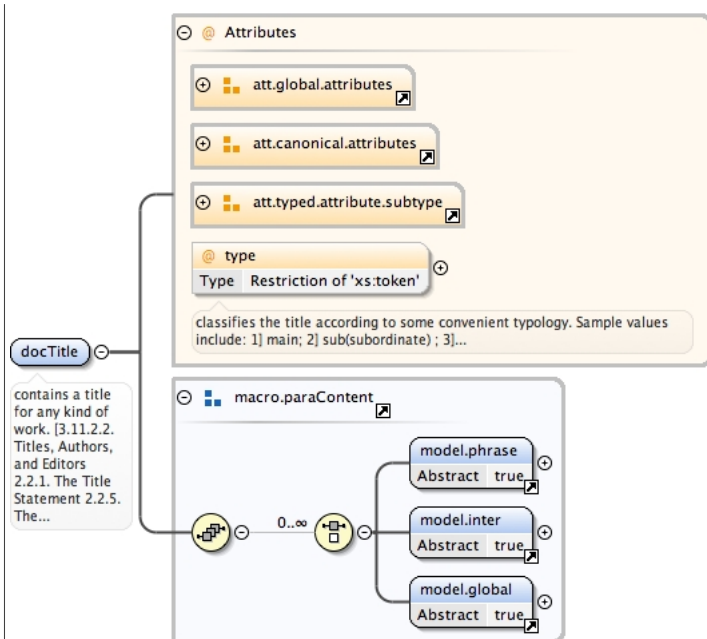 @ Attributes
att.global.attributes
att.canonical.attributes
att.typed.attribute.subtype
@ type
Type Restriction of 'xs:token'
classifies the title according to some convenient typology. Sample values
include: 1] main; 2] sub(subordinate) ; 3]...
docTitle
contains a title
for any kind of
work. [3.11.2.2.
Titles, Authors,
and Editors
2.2.1. The Title
Statement 2.2.5.
The...
macro.paraContent
0..∞
model.phrase
Abstract true
model.inter
Abstract true
model.global
Abstract true